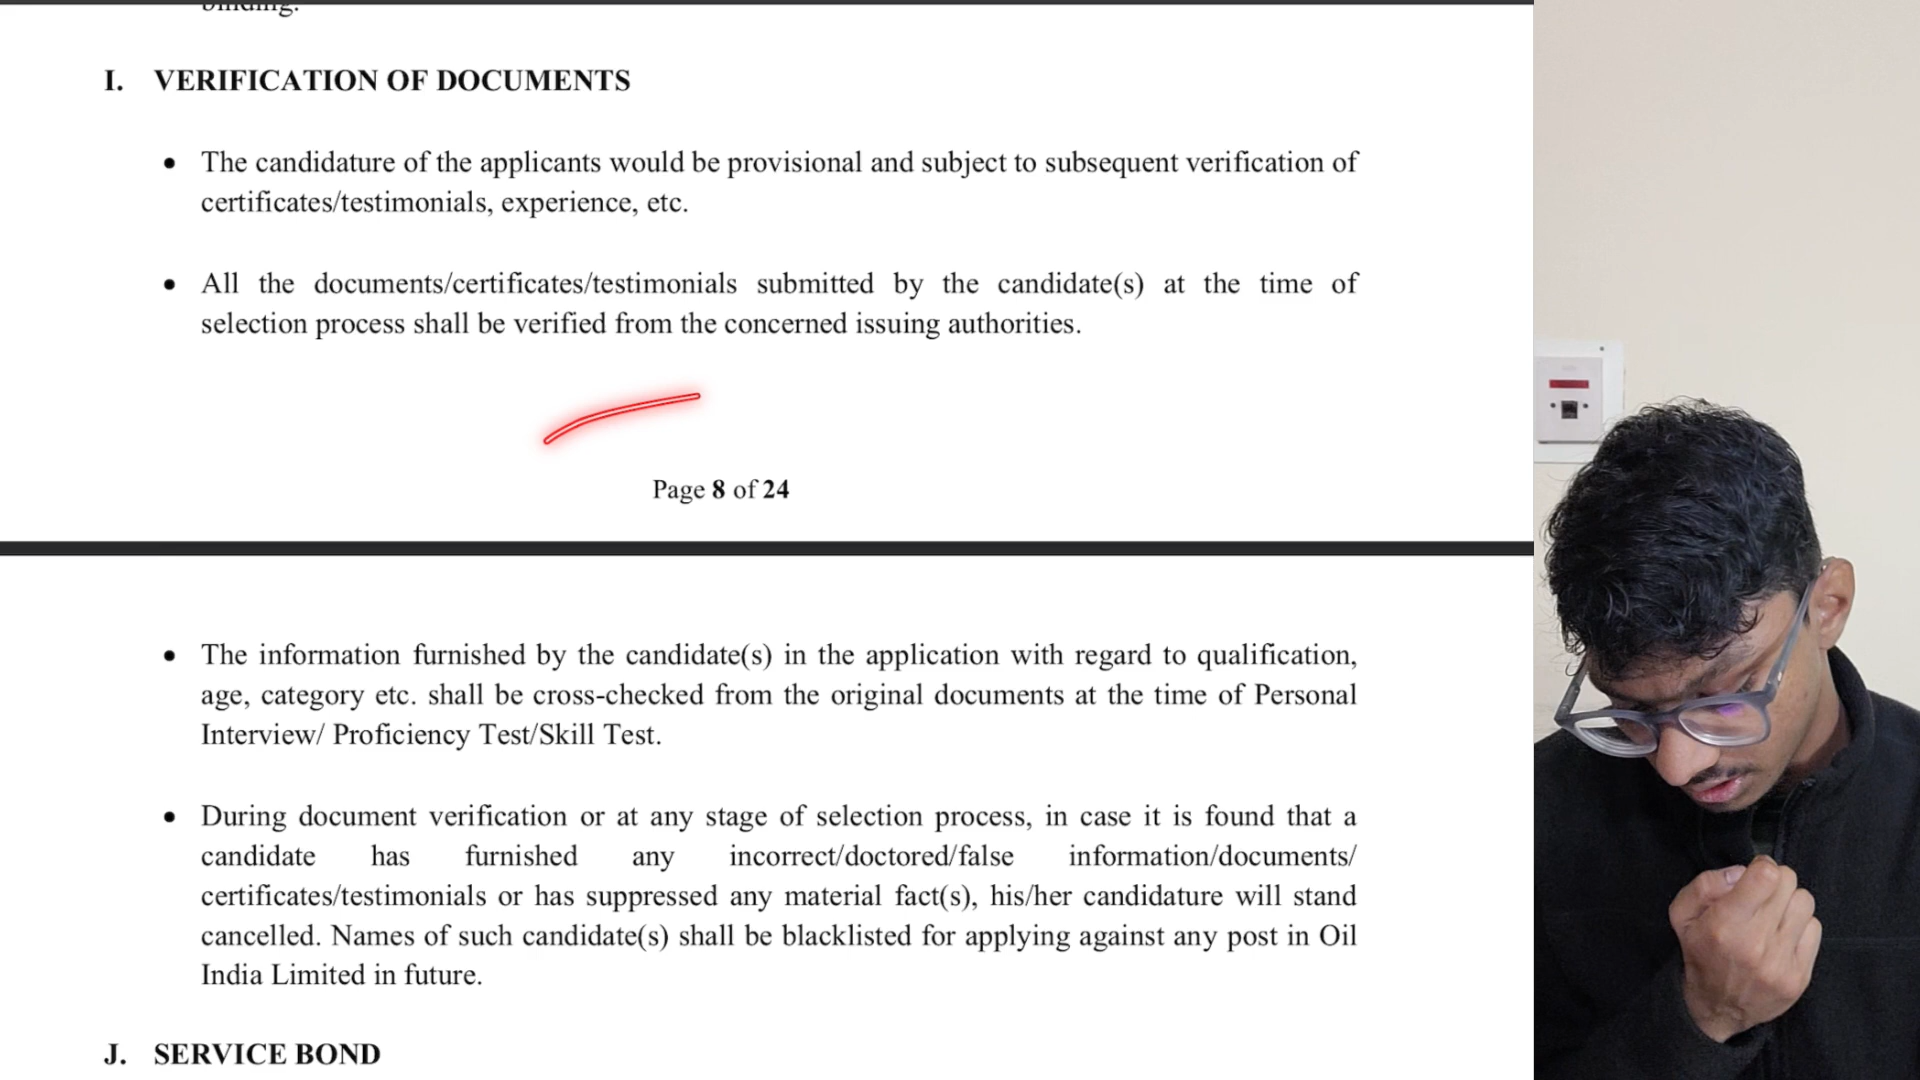 binding.
I. VERIFICATION OF DOCUMENTS
• The candidature of the applicants would be provisional and subject to subsequent verification of
certificates/testimonials, experience, etc.
• All the documents/certificates/testimonials submitted by the candidate(s) at the time of
selection process shall be verified from the concerned issuing authorities.
Page 8 of 24
• The information furnished by the candidate(s) in the application with regard to qualification,
age, category etc. shall be cross-checked from the original documents at the time of Personal
Interview/ Proficiency Test/Skill Test.
• During document verification or at any stage of selection process, in case it is found that a
candidate has furnished any incorrect/doctored/false information/documents/
certificates/testimonials or has suppressed any material fact(s), his/her candidature will stand
cancelled. Names of such candidate(s) shall be blacklisted for applying against any post in Oil
India Limited in future.
J. SERVICE BOND